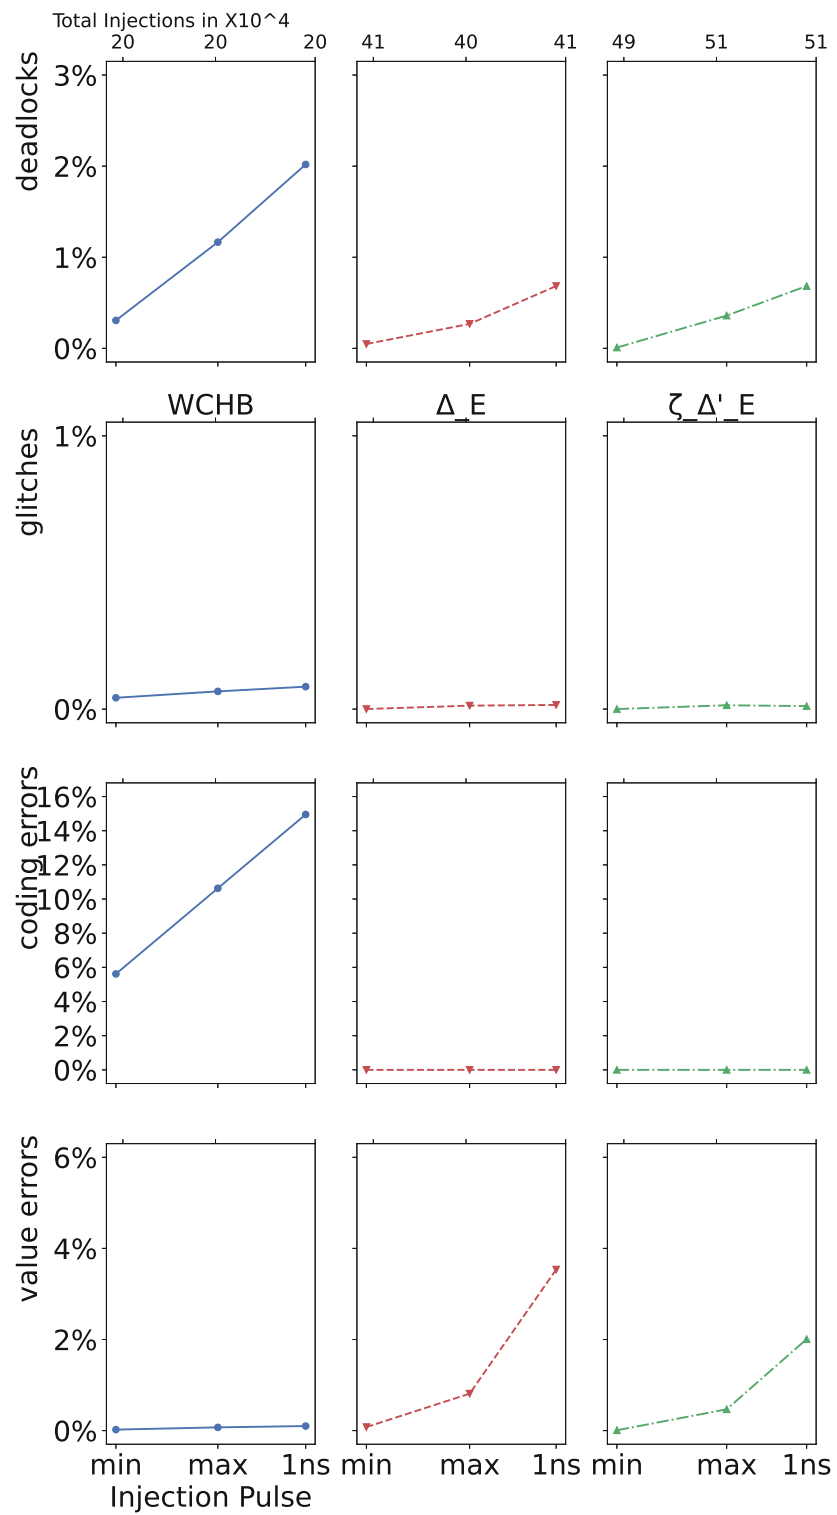 Total Injections in X10^4
20 20 20 41 40 41 49 51 51
deadlocks
3%
2%
1%
0%
WCHB Δ_E ζ_Δ'_E
glitches
1%
0%
coding errors
16%
14%
12%
10%
8%
6%
4%
2%
0%
value errors
6%
4%
2%
0%
min max 1ns min max 1ns min max 1ns
Injection Pulse